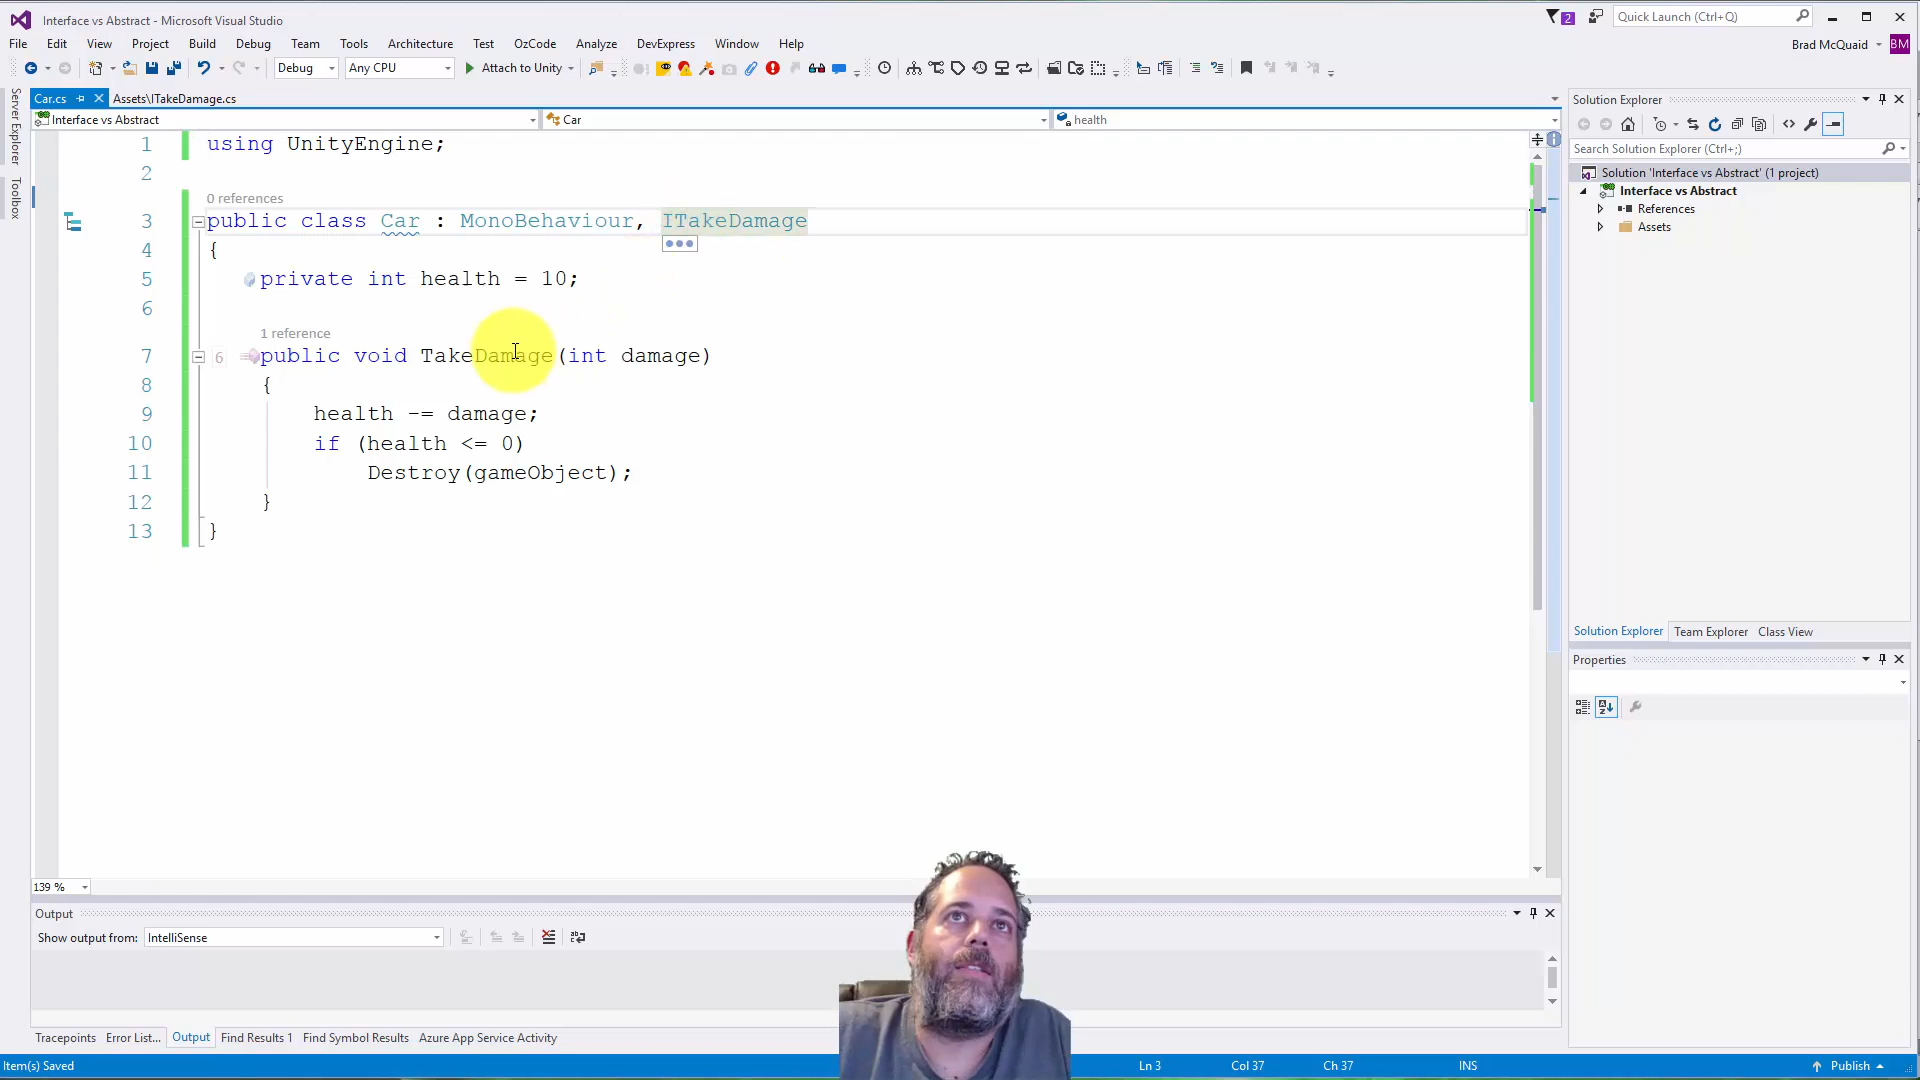 Interface vs Abstract - Microsoft Visual Studio
2
Quick Launch (Ctrl+Q)
File Edit View Project Build Debug Team Tools Architecture Test OzCode Analyze DevExpress Window Help
Brad McQuaid BM
Debug Any CPU Attach to Unity
Server Explorer
Toolbox
Car.cs Assets\ITakeDamage.cs
Interface vs Abstract Car health
1 using UnityEngine;
2
0 references
3 public class Car : MonoBehaviour, ITakeDamage
4 {
5 private int health = 10;
6
1 reference
7 6 public void TakeDamage(int damage)
8 {
9 health -= damage;
10 if (health <= 0)
11 Destroy(gameObject);
12 }
13 }
139 %
Output
Show output from: IntelliSense
Tracepoints Error List... Output Find Results 1 Find Symbol Results Azure App Service Activity
Solution Explorer
Search Solution Explorer (Ctrl+;)
Solution 'Interface vs Abstract' (1 project)
Interface vs Abstract
References
Assets
Solution Explorer Team Explorer Class View
Properties
Item(s) Saved Ln 3 Col 37 Ch 37 INS Publish